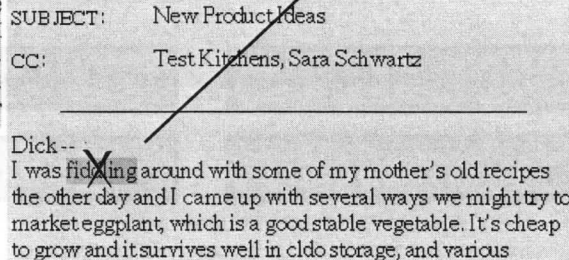 SUBJECT: New Product Ideas
CC: Test Kitchens, Sara Schwartz
Dick--
I was fiddling around with some of my mother's old recipes
the other day and I came up with several ways we might try to
market eggplant, which is a good stable vegetable. It's cheap
to grow and it survives well in cldo storage, and various